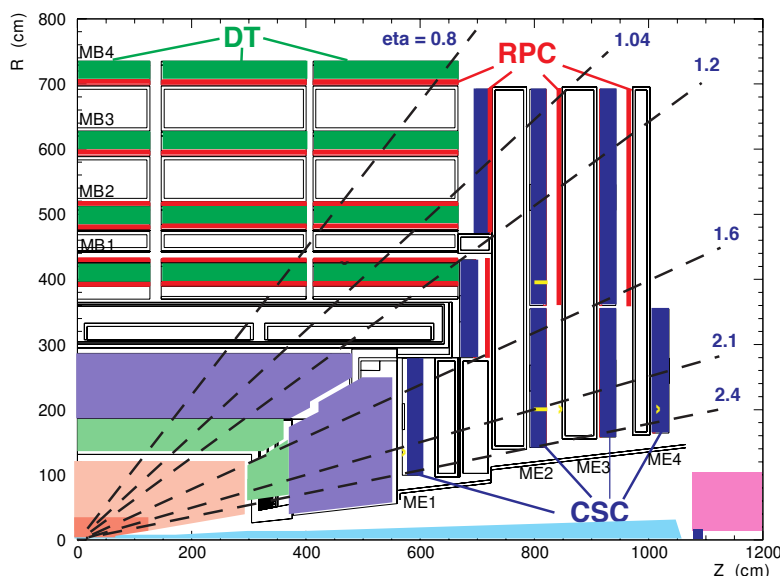 R (cm)
800
700
600
500
400
300
200
100
0
MB4
MB3
MB2
MB1
DT
eta = 0.8
RPC
1.04
1.2
1.6
2.1
2.4
ME1
ME2
ME3
ME4
CSC
0
200
400
600
800
1000
1200
Z (cm)